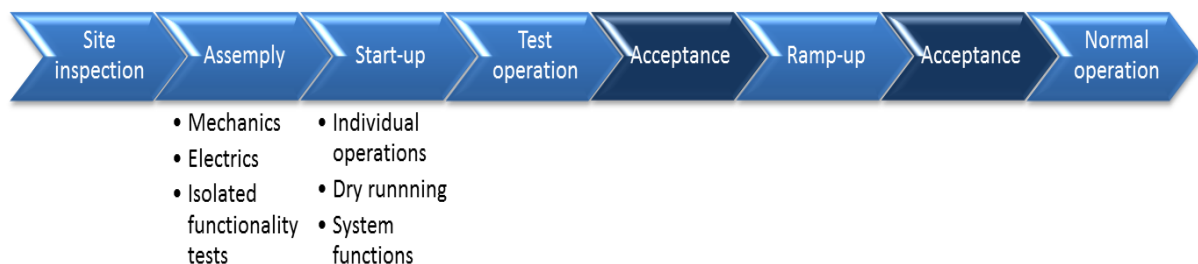 Site
inspection
Assemply
Start-up
Test
operation
Acceptance
Ramp-up
Acceptance
Normal
operation
• Mechanics
• Electrics
• Isolated
functionality
tests
• Individual
operations
• Dry runnning
• System
functions